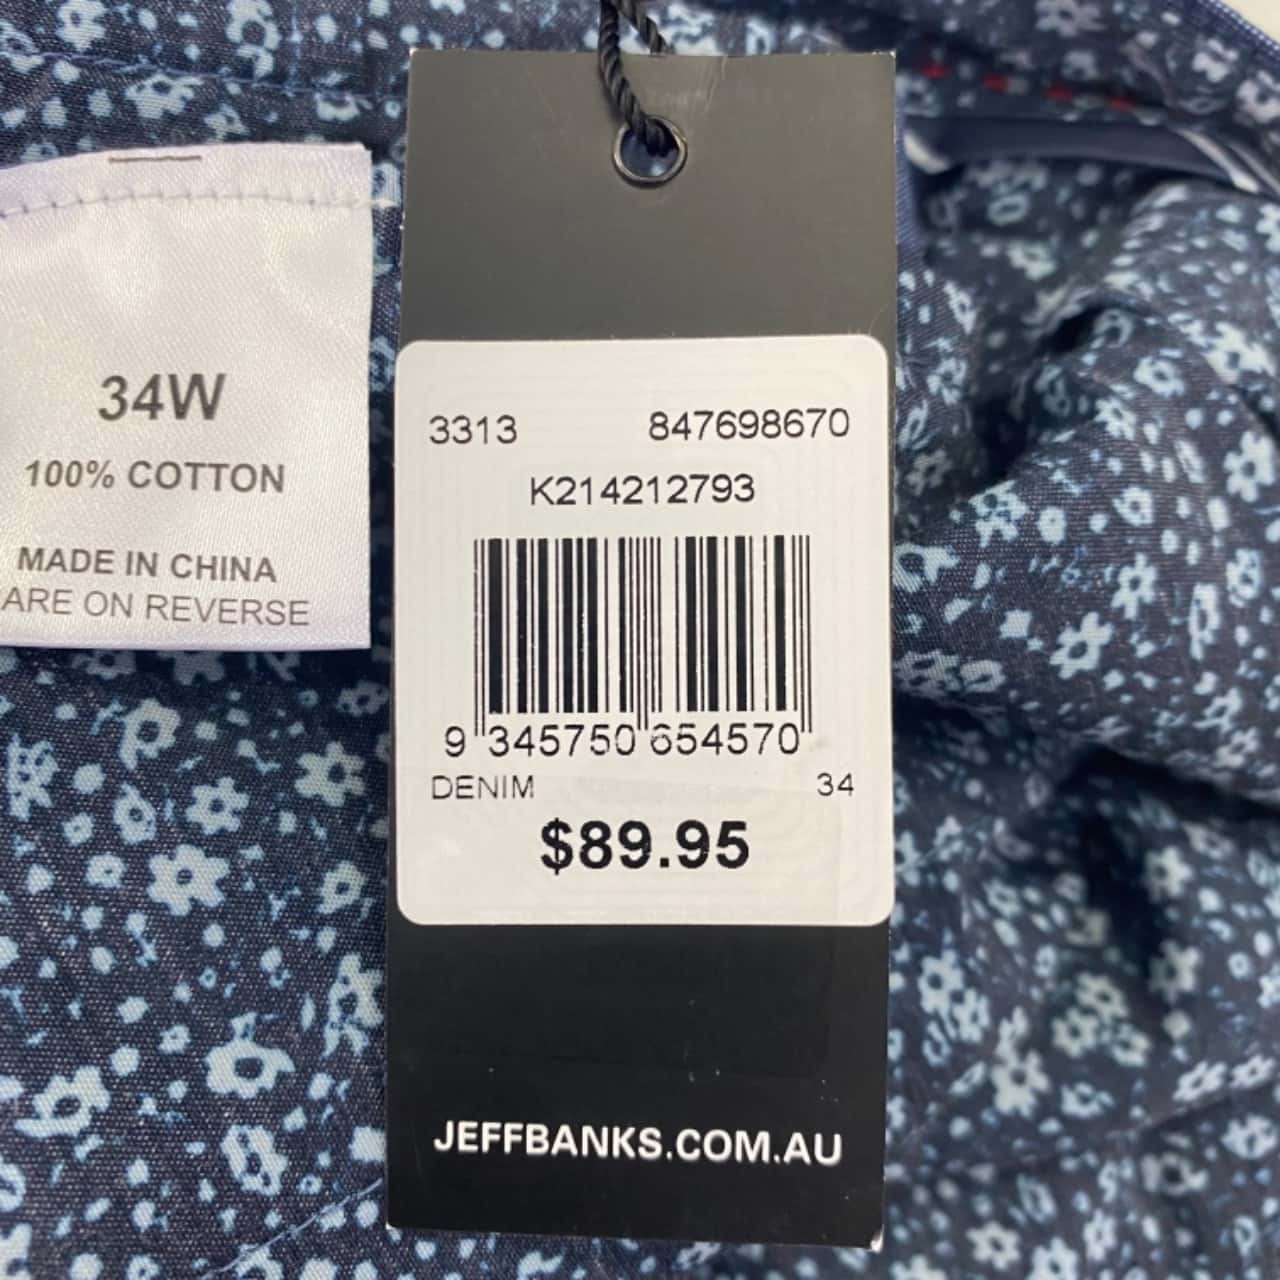 34W
100% COTTON
MADE IN CHINA
ARE ON REVERSE
3313 847698670
K214212793
9 345750 654570
DENIM 34
$89.95
JEFFBANKS.COM.AU